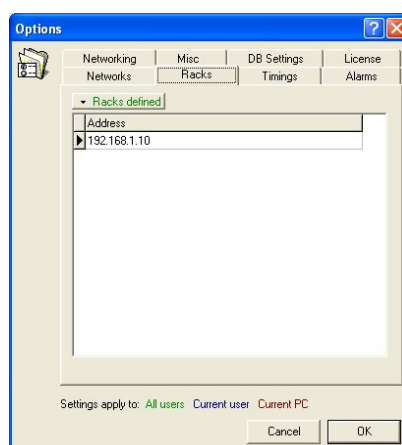 Options
Networking Misc DB Settings License
Networks Racks Timings Alarms
Racks defined
Address
192.168.1.10
Settings apply to: All users Current user Current PC
Cancel OK